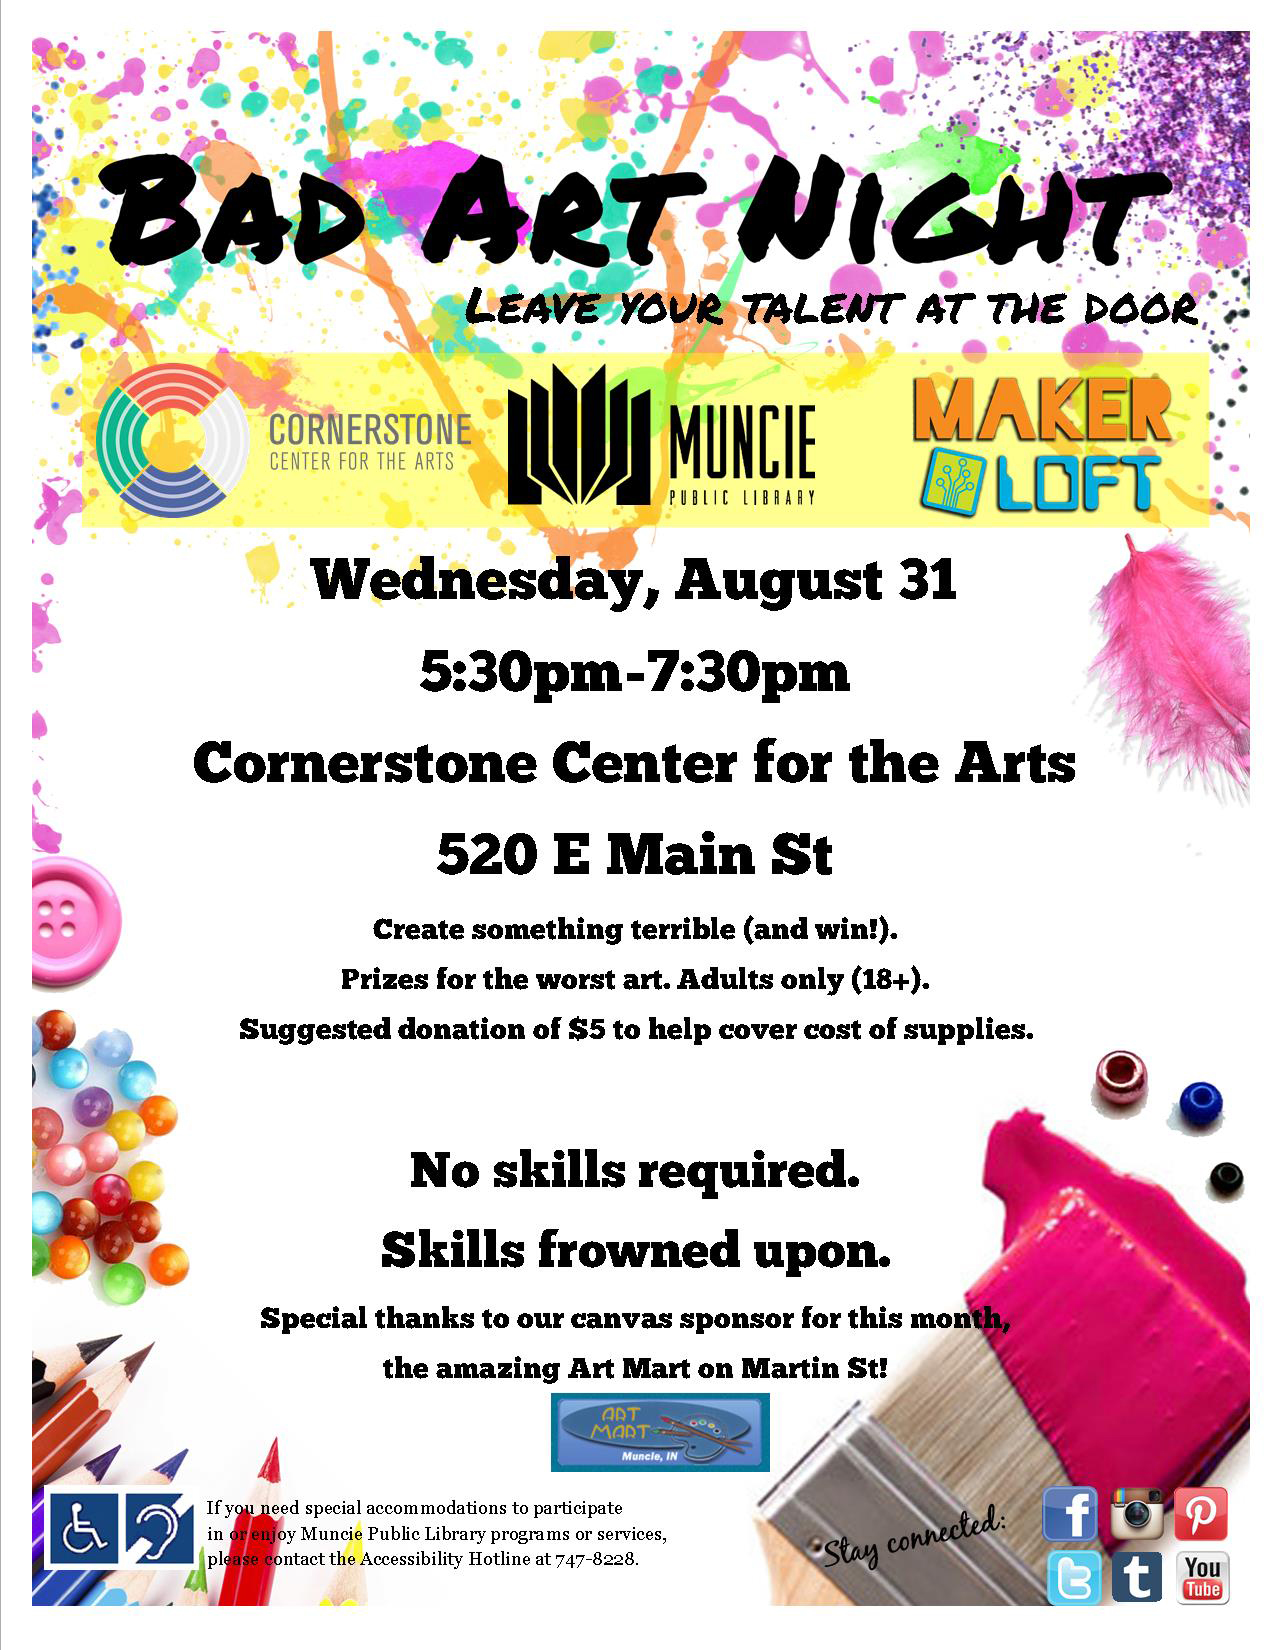 Bad Art Night
Leave your talent at the door
CORNERSTONE
CENTER FOR THE ARTS
MUNCIE
PUBLIC LIBRARY
MAKER
LOFT
Wednesday, August 31
5:30pm-7:30pm
Cornerstone Center for the Arts
520 E Main St
Create something terrible (and win!).
Prizes for the worst art. Adults only (18+).
Suggested donation of $5 to help cover cost of supplies.
No skills required.
Skills frowned upon.
Special thanks to our canvas sponsor for this month,
the amazing Art Mart on Martin St!
ART
MART
Muncie, IN
If you need special accommodations to participate
in or enjoy Muncie Public Library programs or services,
please contact the Accessibility Hotline at 747-8228.
Stay connected:
f
t
You
Tube